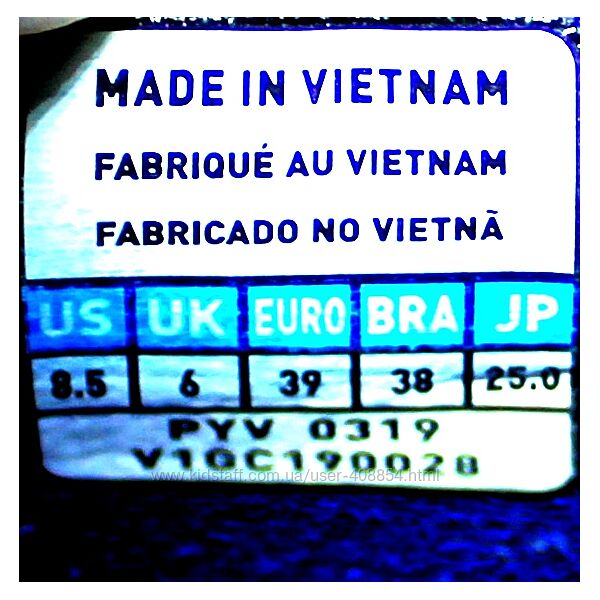 MADE IN VIETNAM
FABRIQUÉ AU VIETNAM
FABRICADO NO VIETNÃ
US UK EURO BRA JP
8.5 6 39 38 25.0
PYV 0319
V1GC190028
www.kidstaff.com.ua/user-408854.html